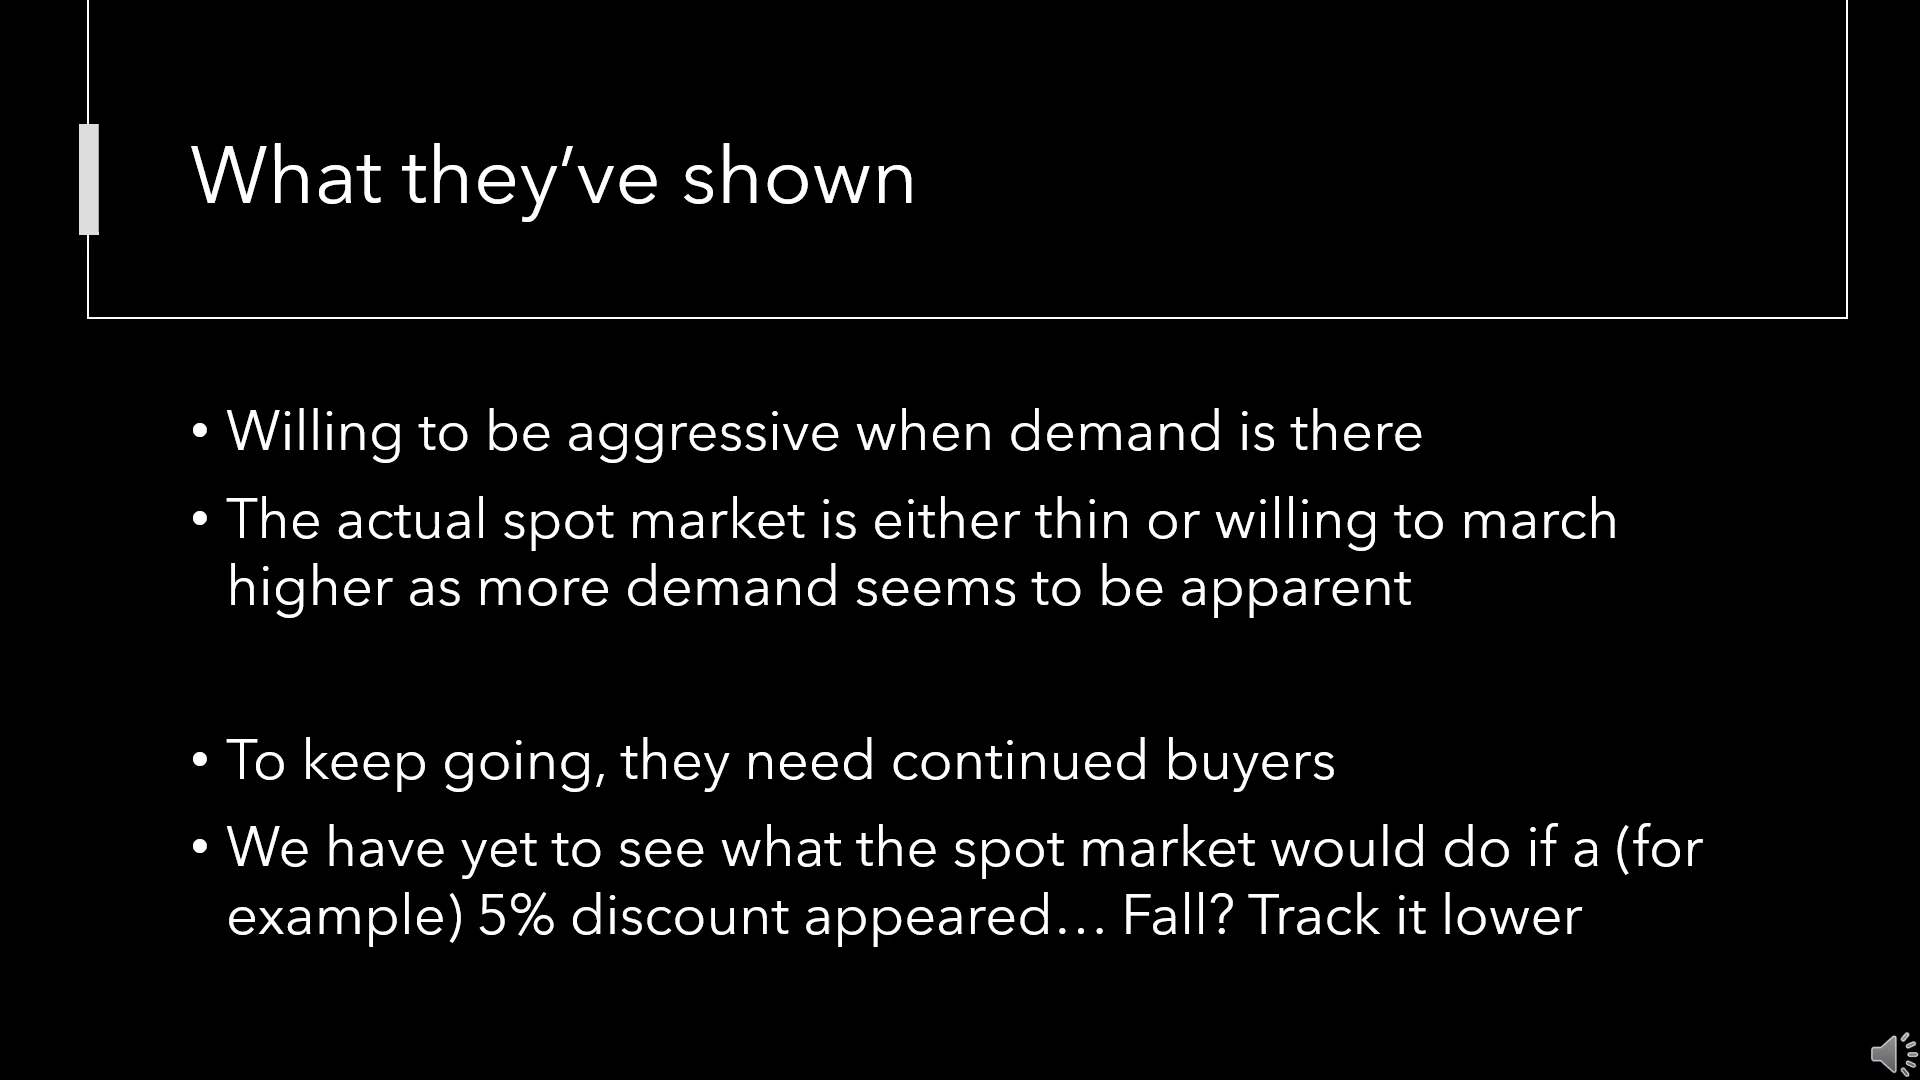 What they’ve shown
• Willing to be aggressive when demand is there
• The actual spot market is either thin or willing to march
higher as more demand seems to be apparent
• To keep going, they need continued buyers
• We have yet to see what the spot market would do if a (for
example) 5% discount appeared… Fall? Track it lower